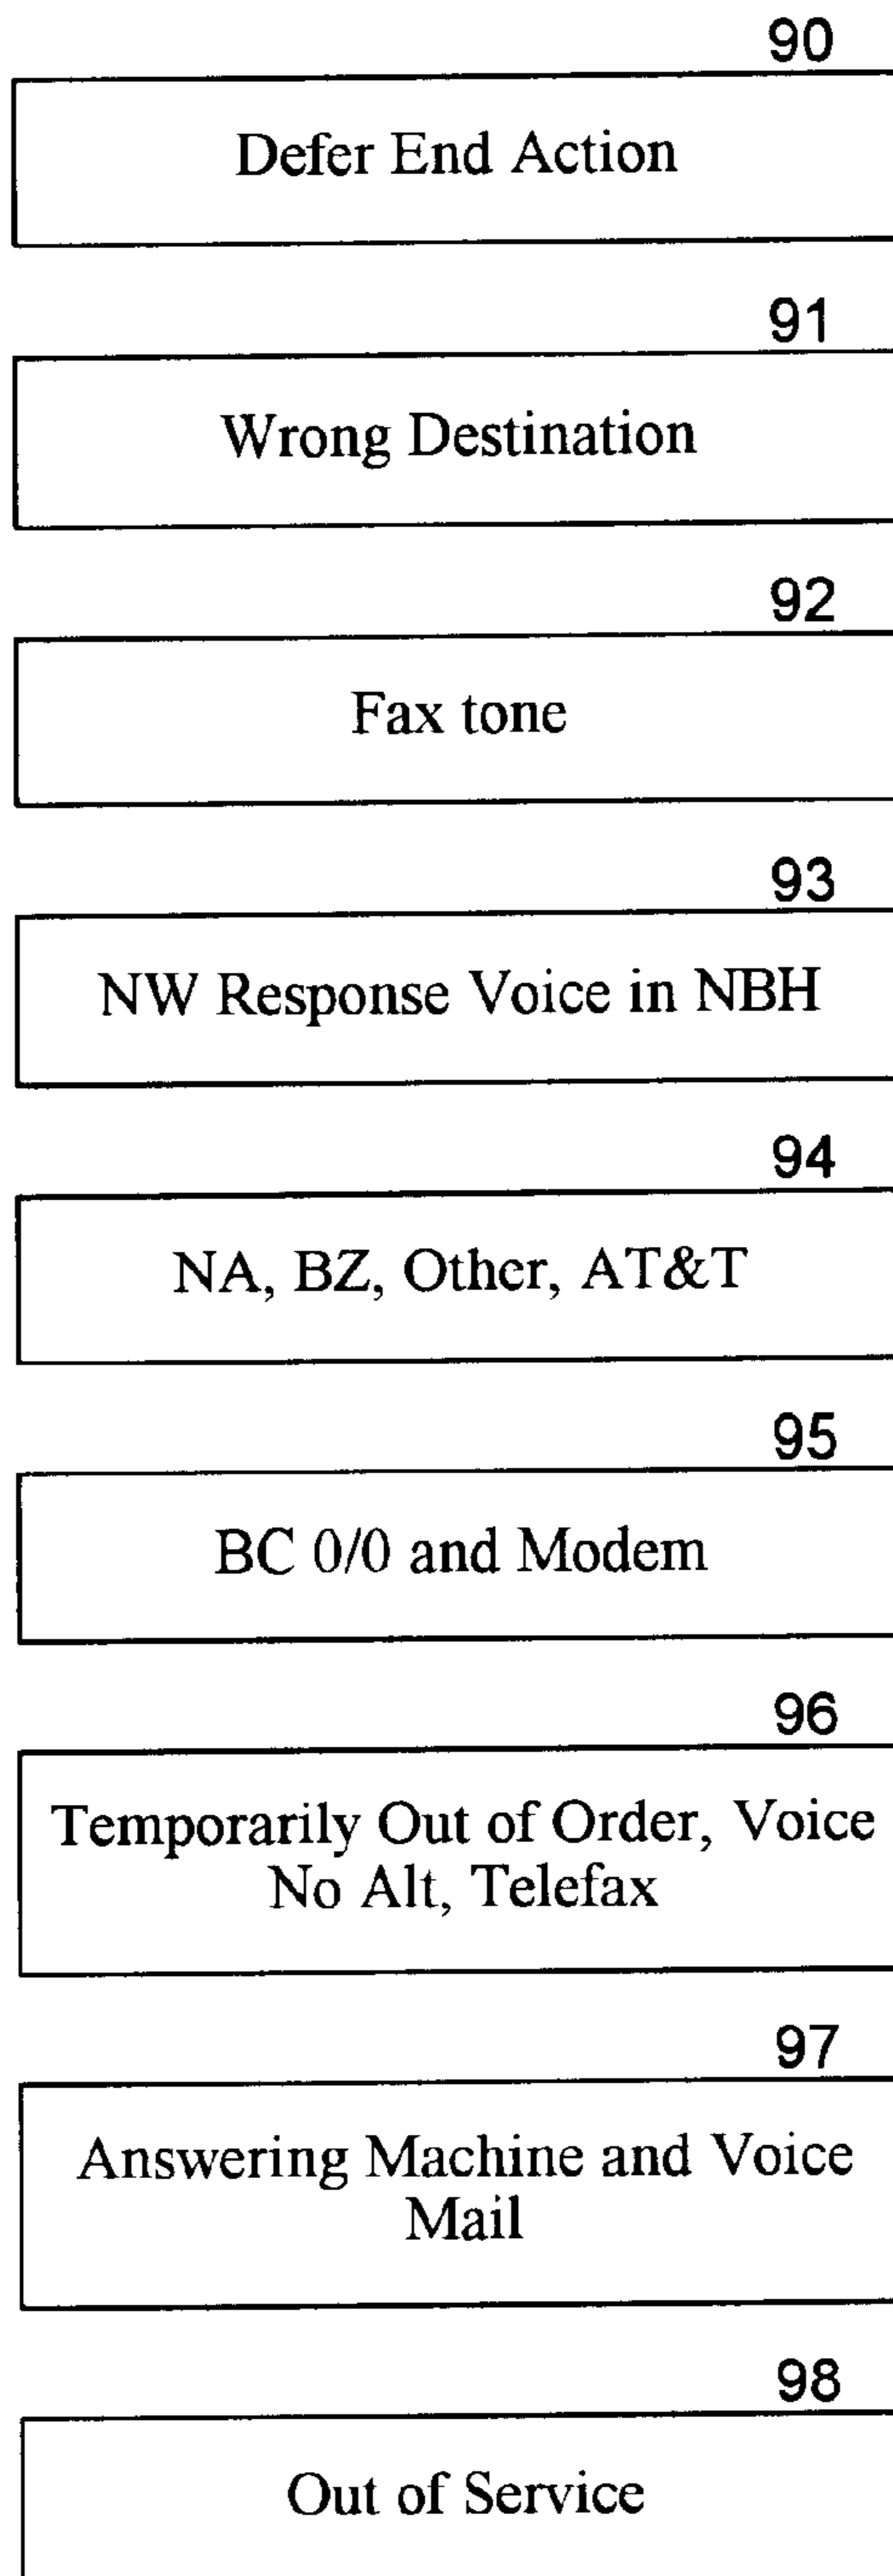 90
Defer End Action
91
Wrong Destination
92
Fax tone
93
NW Response Voice in NBH
94
NA, BZ, Other, AT&T
95
BC 0/0 and Modem
96
Temporarily Out of Order, Voice
No Alt, Telefax
97
Answering Machine and Voice
Mail
98
Out of Service